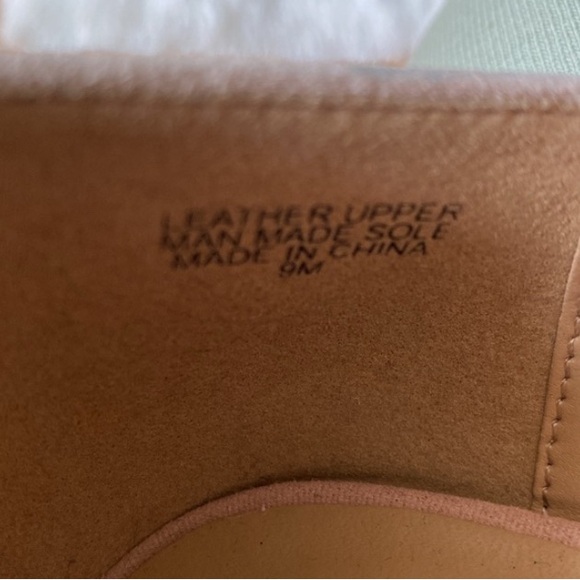 LEATHER UPPER
MAN MADE SOLE
MADE IN CHINA
9M